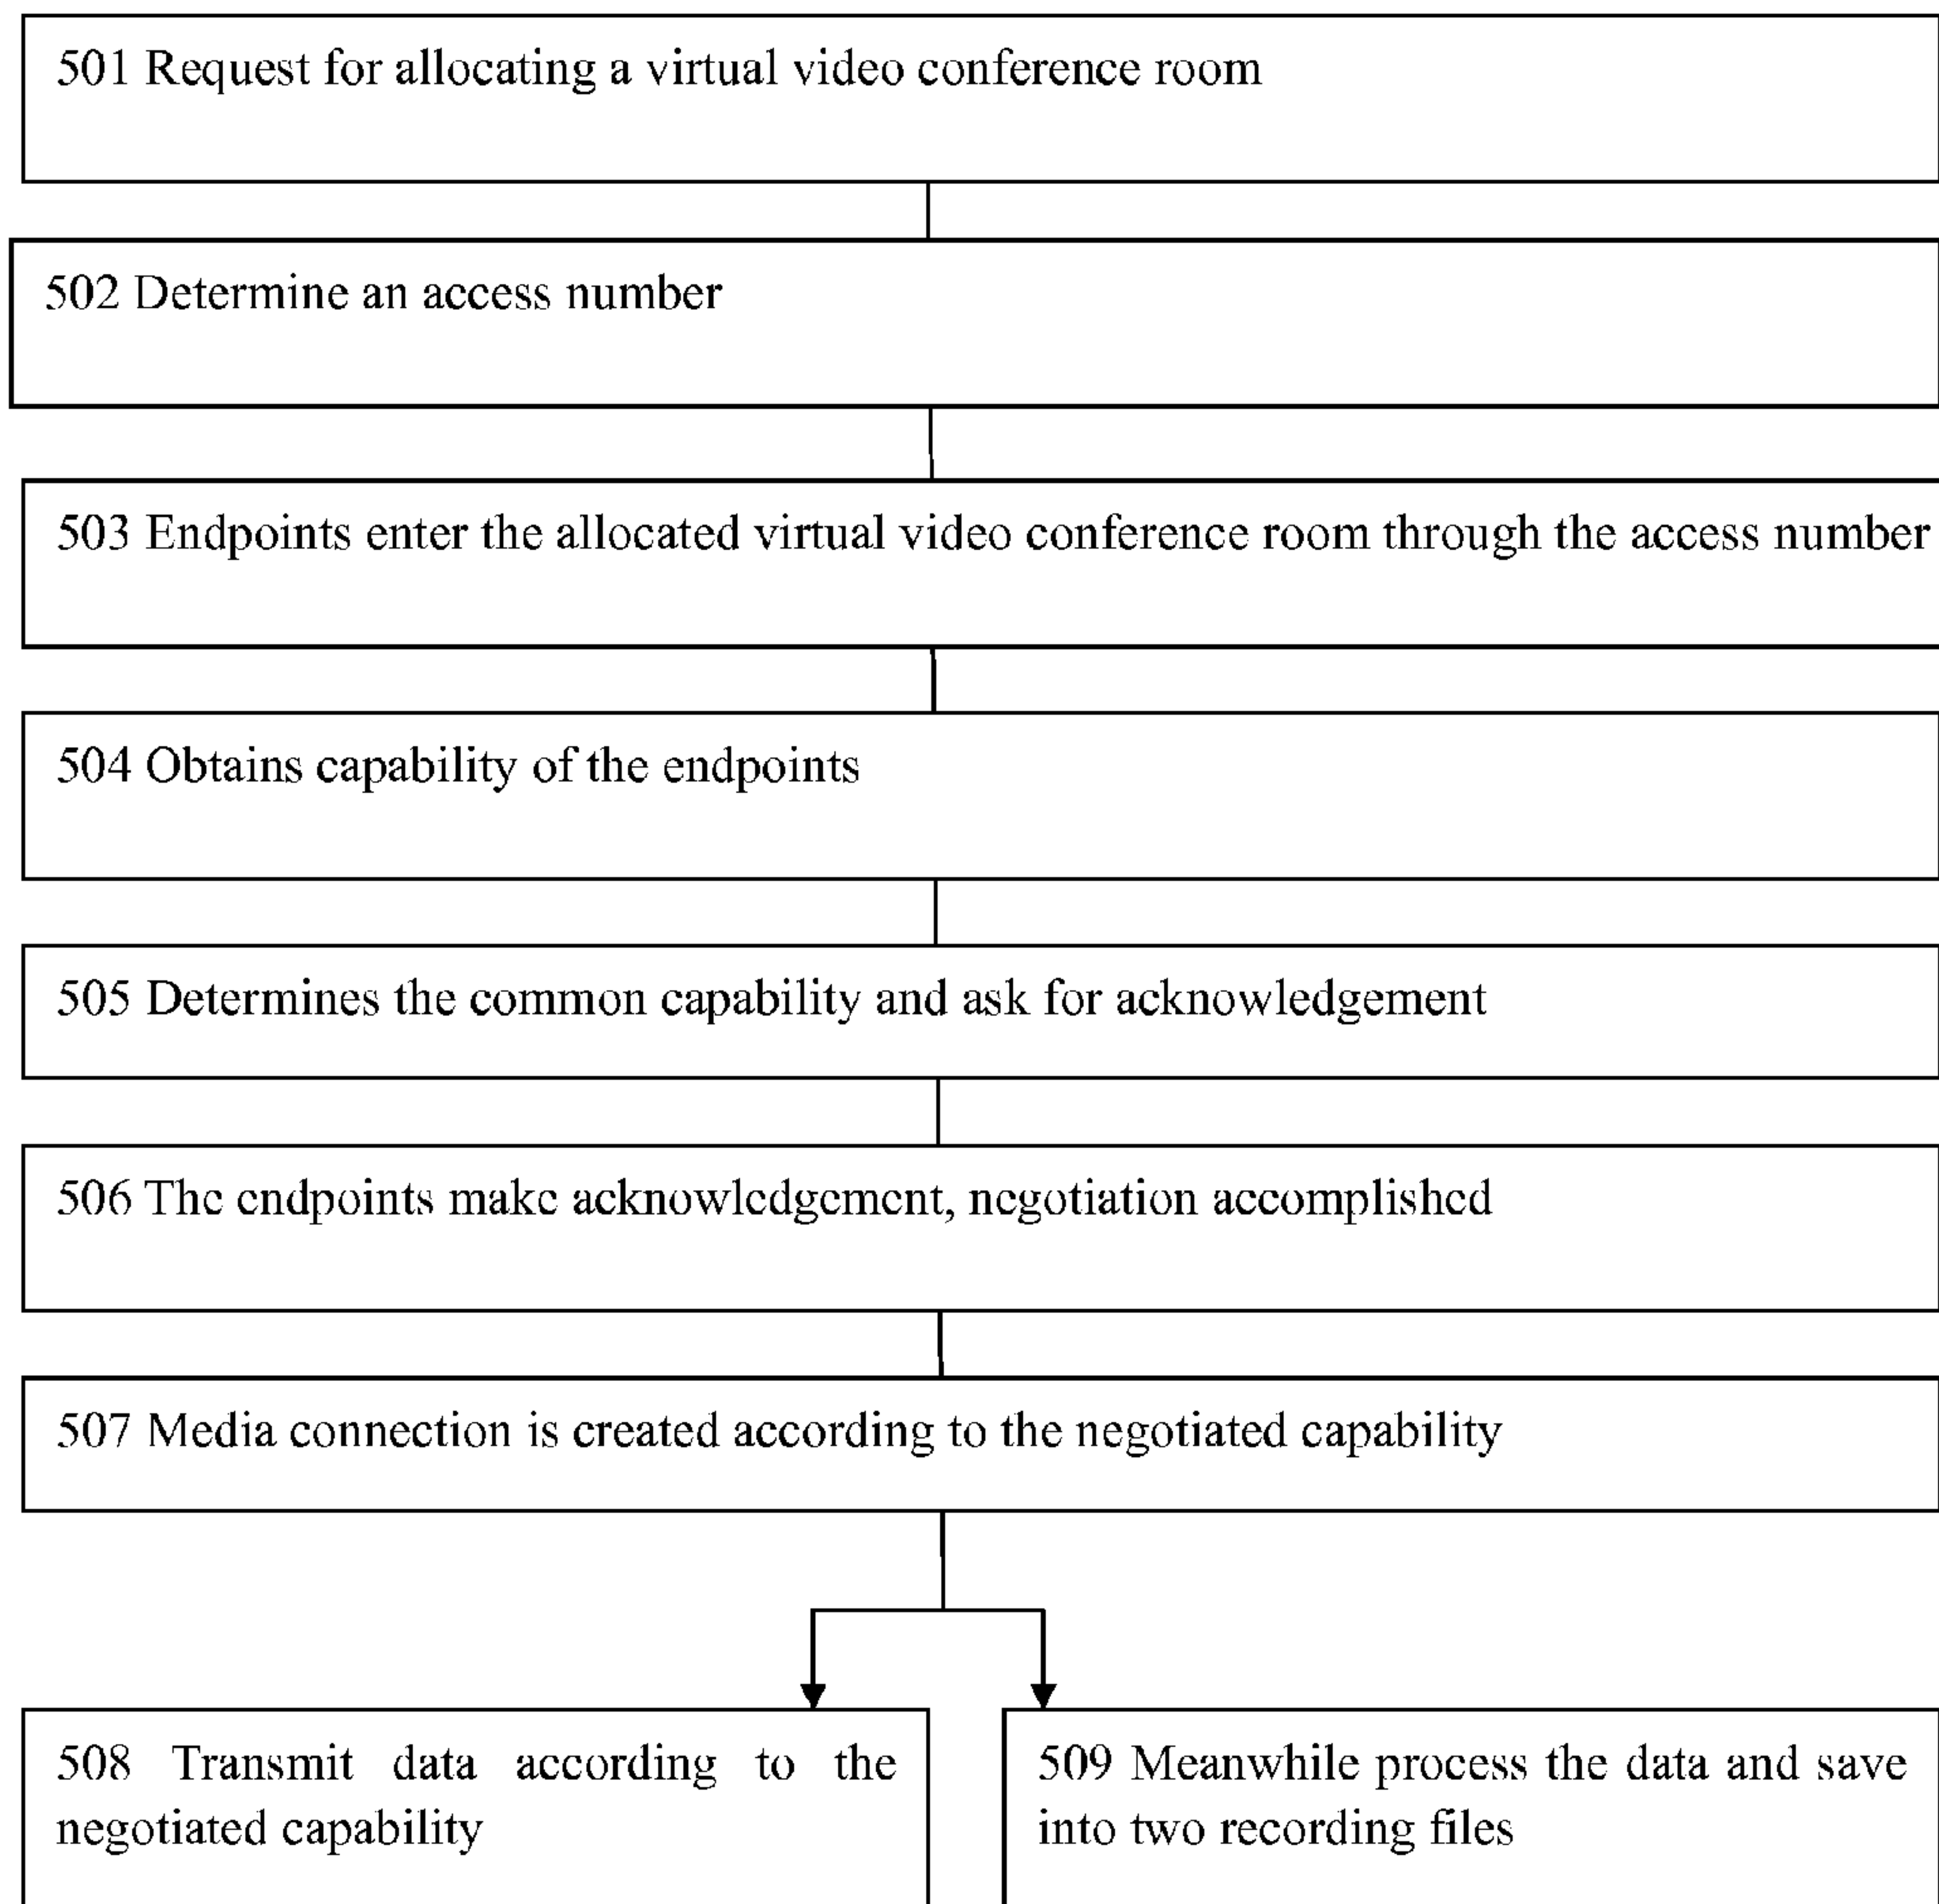 501 Request for allocating a virtual video conference room
502 Determine an access number
503 Endpoints enter the allocated virtual video conference room through the access number
504 Obtains capability of the endpoints
505 Determines the common capability and ask for acknowledgement
506 The endpoints make acknowledgement, negotiation accomplished
507 Media connection is created according to the negotiated capability
508 Transmit data according to the
negotiated capability
509 Meanwhile process the data and save
into two recording files